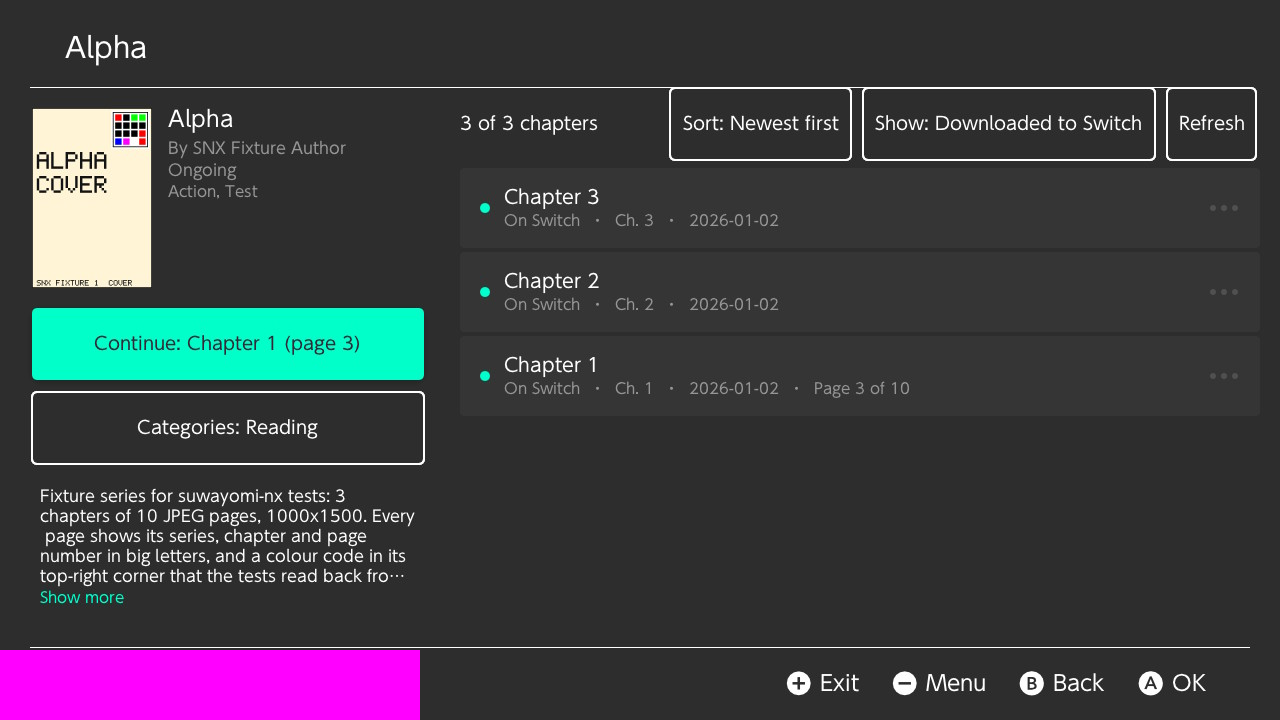 Alpha
ALPHA
COVER
SNX FIXTURE 1 COVER
Alpha
By SNX Fixture Author
Ongoing
Action, Test
Continue: Chapter 1 (page 3)
Categories: Reading
Fixture series for suwayomi-nx tests: 3
chapters of 10 JPEG pages, 1000x1500. Every
page shows its series, chapter and page
number in big letters, and a colour code in its
top-right corner that the tests read back fro…
Show more
3 of 3 chapters
Sort: Newest first
Show: Downloaded to Switch
Refresh
Chapter 3
On Switch • Ch. 3 • 2026-01-02
Chapter 2
On Switch • Ch. 2 • 2026-01-02
Chapter 1
On Switch • Ch. 1 • 2026-01-02 • Page 3 of 10
+ Exit
− Menu
B Back
A OK